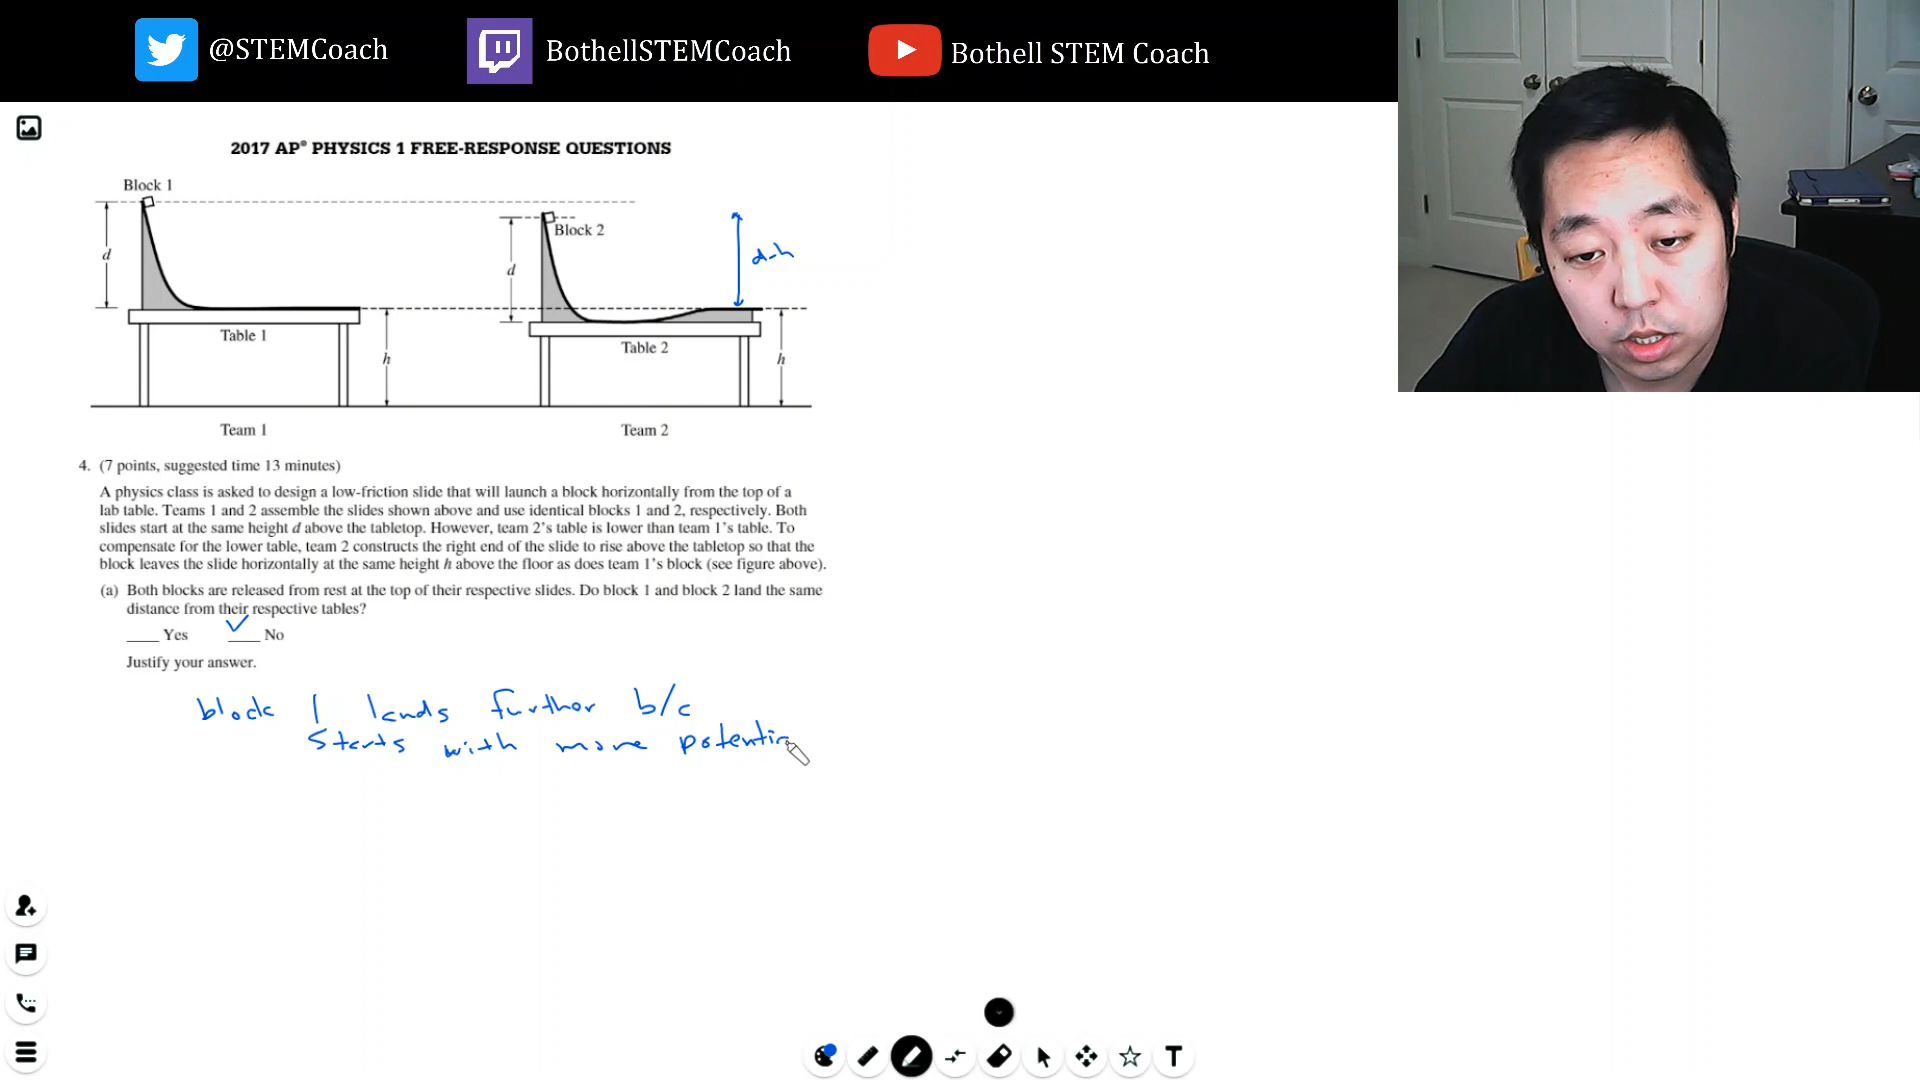 @STEMCoach
BothellSTEMCoach
Bothell STEM Coach
2017 AP® PHYSICS 1 FREE-RESPONSE QUESTIONS
Block 1
Block 2
d
d
d-h
Table 1
Table 2
h
h
Team 1
Team 2
4. (7 points, suggested time 13 minutes)
A physics class is asked to design a low-friction slide that will launch a block horizontally from the top of a
lab table. Teams 1 and 2 assemble the slides shown above and use identical blocks 1 and 2, respectively. Both
slides start at the same height d above the tabletop. However, team 2's table is lower than team 1's table. To
compensate for the lower table, team 2 constructs the right end of the slide to rise above the tabletop so that the
block leaves the slide horizontally at the same height h above the floor as does team 1's block (see figure above).
(a) Both blocks are released from rest at the top of their respective slides. Do block 1 and block 2 land the same
distance from their respective tables?
____ Yes ____ No
Justify your answer.
block 1 lands further b/c
starts with more potentia
T